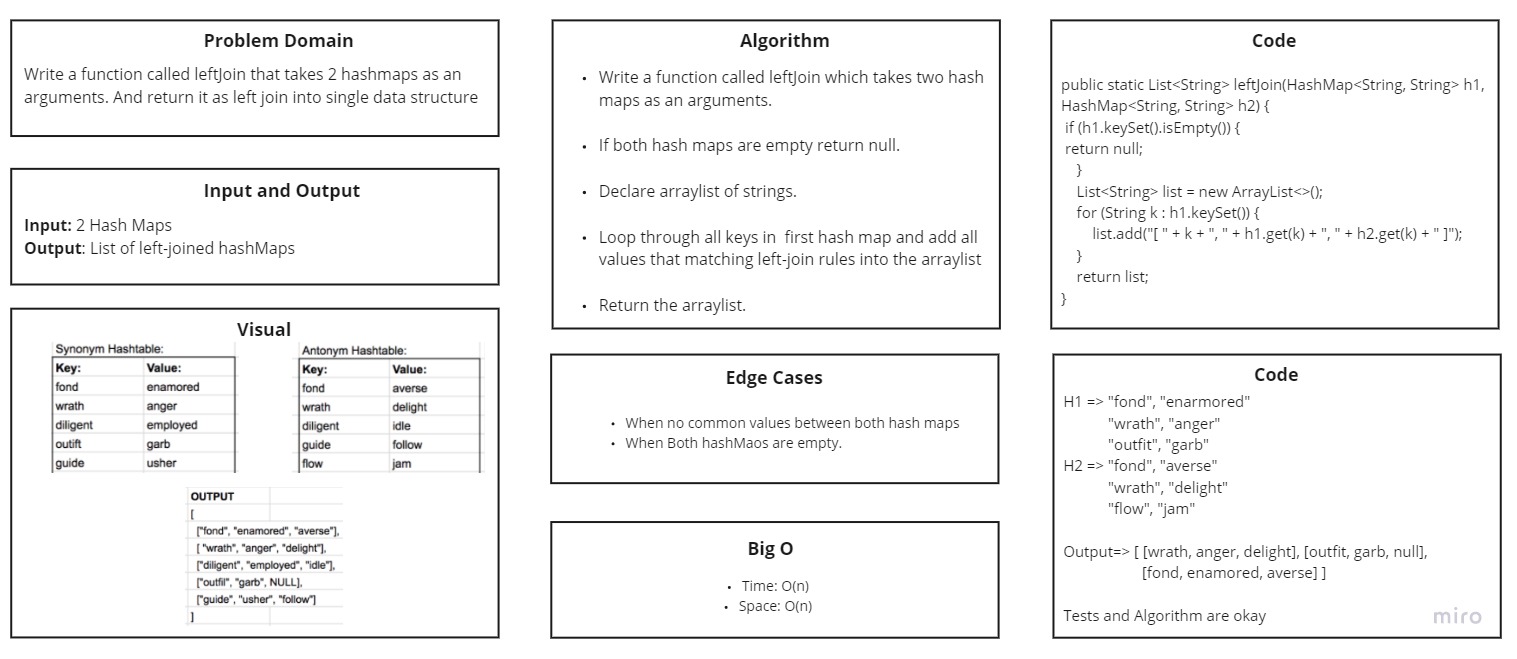 Problem Domain
Write a function called leftJoin that takes 2 hashmaps as an
arguments. And return it as left join into single data structure
Input and Output
Input: 2 Hash Maps
Output: List of left-joined hashMaps
Visual
Synonym Hashtable:
Key: Value:
fond enamored
wrath anger
diligent employed
outift garb
guide usher
Antonym Hashtable:
Key: Value:
fond averse
wrath delight
diligent idle
guide follow
flow jam
OUTPUT
[
["fond", "enamored", "averse"],
[ "wrath", "anger", "delight"],
["diligent", "employed", "idle"],
["outfil", "garb", NULL],
["guide", "usher", "follow"]
]
Algorithm
• Write a function called leftJoin which takes two hash
maps as an arguments.
• If both hash maps are empty return null.
• Declare arraylist of strings.
• Loop through all keys in first hash map and add all
values that matching left-join rules into the arraylist
• Return the arraylist.
Edge Cases
• When no common values between both hash maps
• When Both hashMaos are empty.
Big O
• Time: O(n)
• Space: O(n)
Code
public static List<String> leftJoin(HashMap<String, String> h1,
HashMap<String, String> h2) {
if (h1.keySet().isEmpty()) {
return null;
}
List<String> list = new ArrayList<>();
for (String k : h1.keySet()) {
list.add("[ " + k + ", " + h1.get(k) + ", " + h2.get(k) + " ]");
}
return list;
}
Code
H1 => "fond", "enarmored"
"wrath", "anger"
"outfit", "garb"
H2 => "fond", "averse"
"wrath", "delight"
"flow", "jam"
Output=> [ [wrath, anger, delight], [outfit, garb, null],
[fond, enamored, averse] ]
Tests and Algorithm are okay
miro